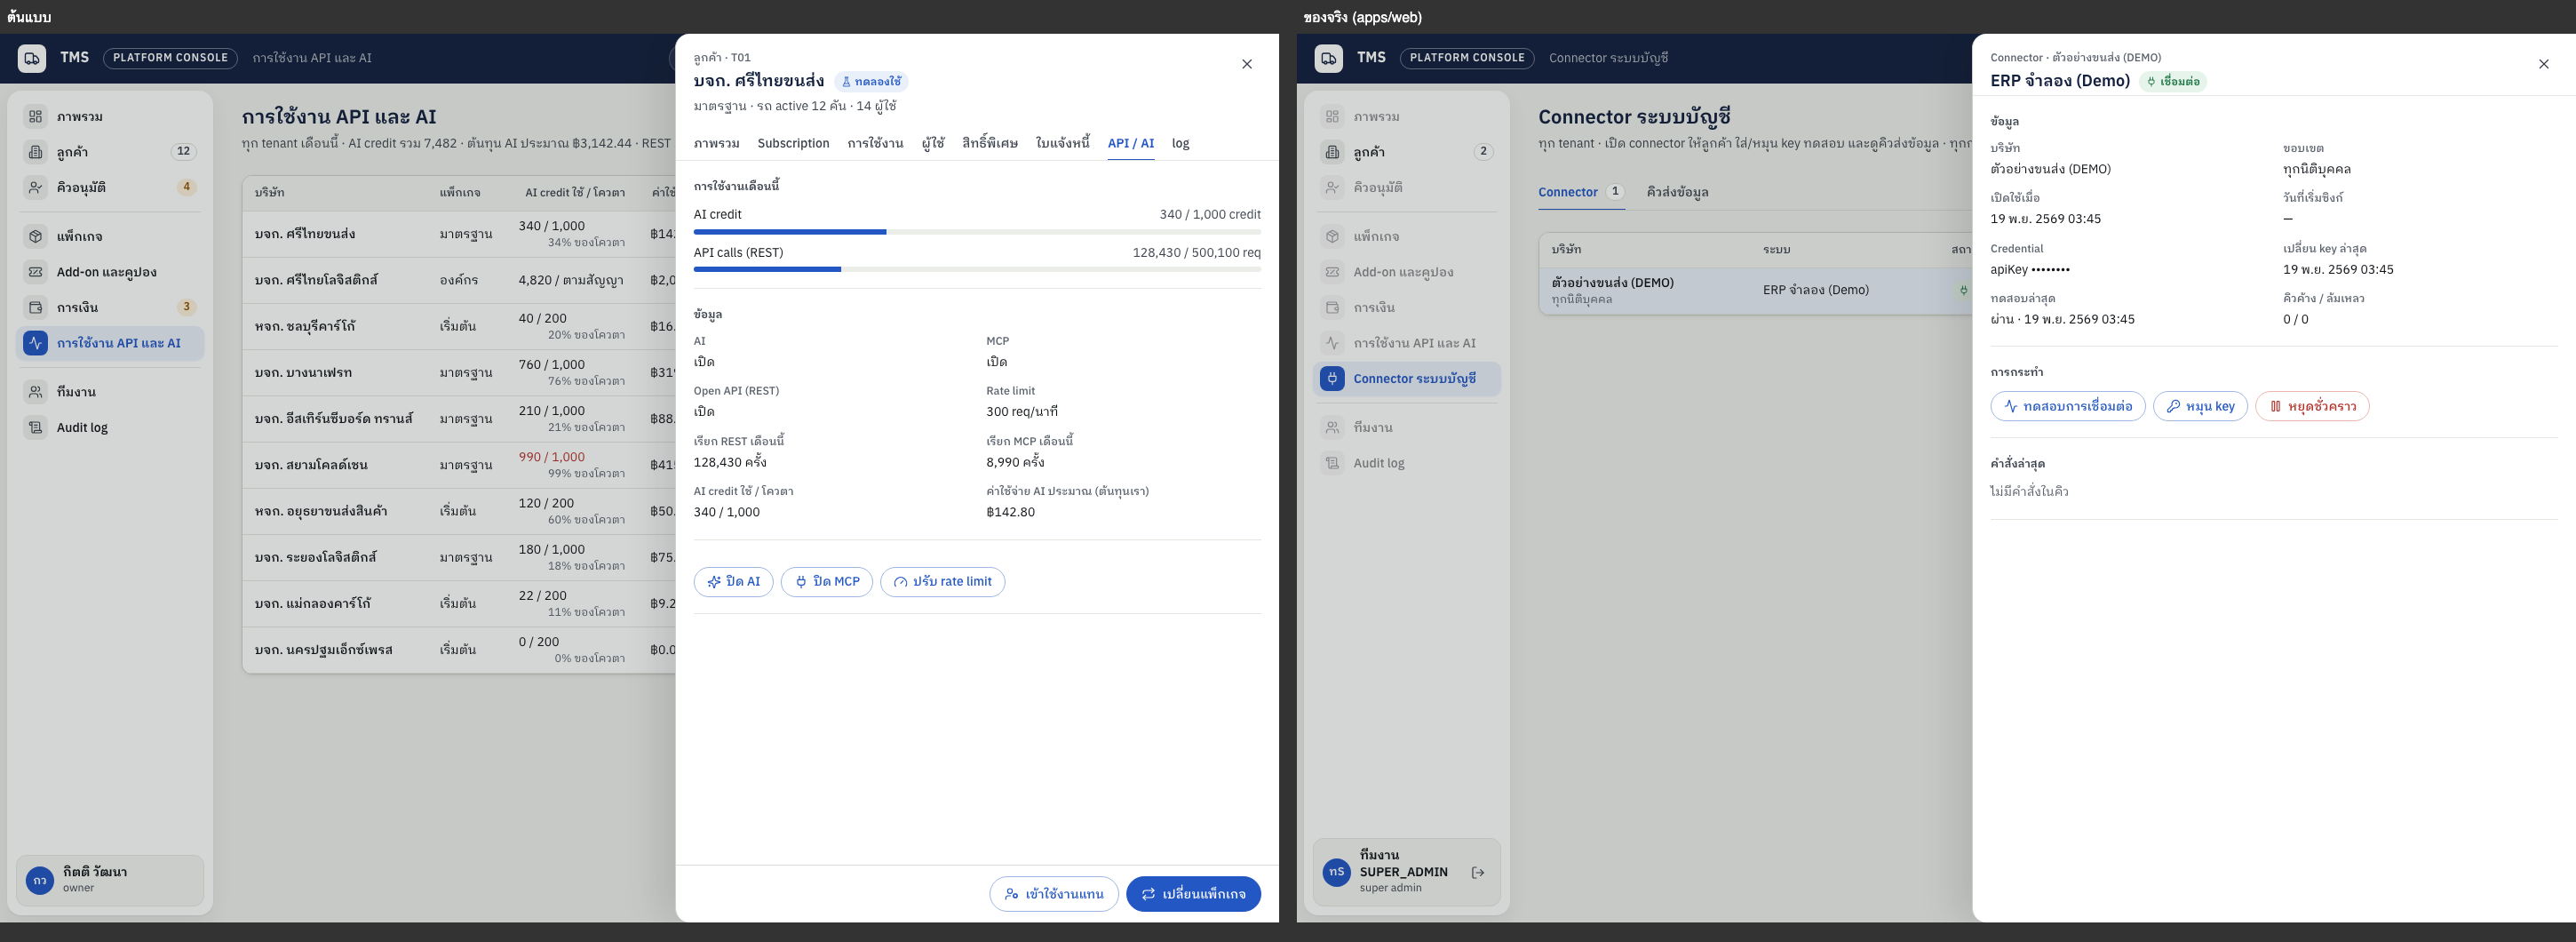 ต้นแบบ
TMS
PLATFORM CONSOLE
การใช้งาน API และ AI
ภาพรวม
ลูกค้า 12
คิวอนุมัติ 4
แพ็กเกจ
Add-on และคูปอง
การเงิน 3
การใช้งาน API และ AI
ทีมงาน
Audit log
กว
กิตติ วัฒนา
owner
การใช้งาน API และ AI
ทุก tenant เดือนนี้ · AI credit รวม 7,482 · ต้นทุน AI ประมาณ ฿3,142.44 · REST
บริษัท แพ็กเกจ AI credit ใช้ / โควตา
บจก. ศรีไทยขนส่ง มาตรฐาน 340 / 1,000
34% ของโควตา
บจก. ศรีไทยโลจิสติกส์ องค์กร 4,820 / ตามสัญญา
หจก. ชลบุรีคาร์โก้ เริ่มต้น 40 / 200
20% ของโควตา
บจก. บางนาเฟรท มาตรฐาน 760 / 1,000
76% ของโควตา
บจก. อีสเทิร์นซีบอร์ด ทรานส์ มาตรฐาน 210 / 1,000
21% ของโควตา
บจก. สยามโคลด์เชน มาตรฐาน 990 / 1,000
99% ของโควตา
หจก. อยุธยาขนส่งสินค้า เริ่มต้น 120 / 200
60% ของโควตา
บจก. ระยองโลจิสติกส์ มาตรฐาน 180 / 1,000
18% ของโควตา
บจก. แม่กลองคาร์โก้ เริ่มต้น 22 / 200
11% ของโควตา
บจก. นครปฐมเอ็กซ์เพรส เริ่มต้น 0 / 200
0% ของโควตา
ลูกค้า · T01
บจก. ศรีไทยขนส่ง ทดลองใช้
มาตรฐาน · รถ active 12 คัน · 14 ผู้ใช้
ภาพรวม Subscription การใช้งาน ผู้ใช้ สิทธิ์พิเศษ ใบแจ้งหนี้ API / AI log
การใช้งานเดือนนี้
AI credit 340 / 1,000 credit
API calls (REST) 128,430 / 500,100 req
ข้อมูล
AI MCP
เปิด เปิด
Open API (REST) Rate limit
เปิด 300 req/นาที
เรียก REST เดือนนี้ เรียก MCP เดือนนี้
128,430 ครั้ง 8,990 ครั้ง
AI credit ใช้ / โควตา ค่าใช้จ่าย AI ประมาณ (ต้นทุนเรา)
340 / 1,000 ฿142.80
ปิด AI ปิด MCP ปรับ rate limit
เข้าใช้งานแทน เปลี่ยนแพ็กเกจ
ของจริง (apps/web)
TMS
PLATFORM CONSOLE
Connector ระบบบัญชี
ภาพรวม
ลูกค้า 2
คิวอนุมัติ
แพ็กเกจ
Add-on และคูปอง
การเงิน
การใช้งาน API และ AI
Connector ระบบบัญชี
ทีมงาน
Audit log
ทS
ทีมงาน
SUPER_ADMIN
super admin
Connector ระบบบัญชี
ทุก tenant · เปิด connector ให้ลูกค้า ใส่/หมุน key ทดสอบ และดูคิวส่งข้อมูล ·
Connector 1 คิวส่งข้อมูล
บริษัท ระบบ
ตัวอย่างขนส่ง (DEMO) ERP จำลอง (Demo)
ทุกนิติบุคคล
Connector · ตัวอย่างขนส่ง (DEMO)
ERP จำลอง (Demo) เชื่อมต่อ
ข้อมูล
บริษัท ขอบเขต
ตัวอย่างขนส่ง (DEMO) ทุกนิติบุคคล
เปิดใช้เมื่อ วันที่เริ่มซิงก์
19 พ.ย. 2569 03:45 —
Credential เปลี่ยน key ล่าสุด
apiKey •••••••• 19 พ.ย. 2569 03:45
ทดสอบล่าสุด คิวค้าง / ล้มเหลว
ผ่าน · 19 พ.ย. 2569 03:45 0 / 0
การกระทำ
ทดสอบการเชื่อมต่อ หมุน key หยุดชั่วคราว
คำสั่งล่าสุด
ไม่มีคำสั่งในคิว